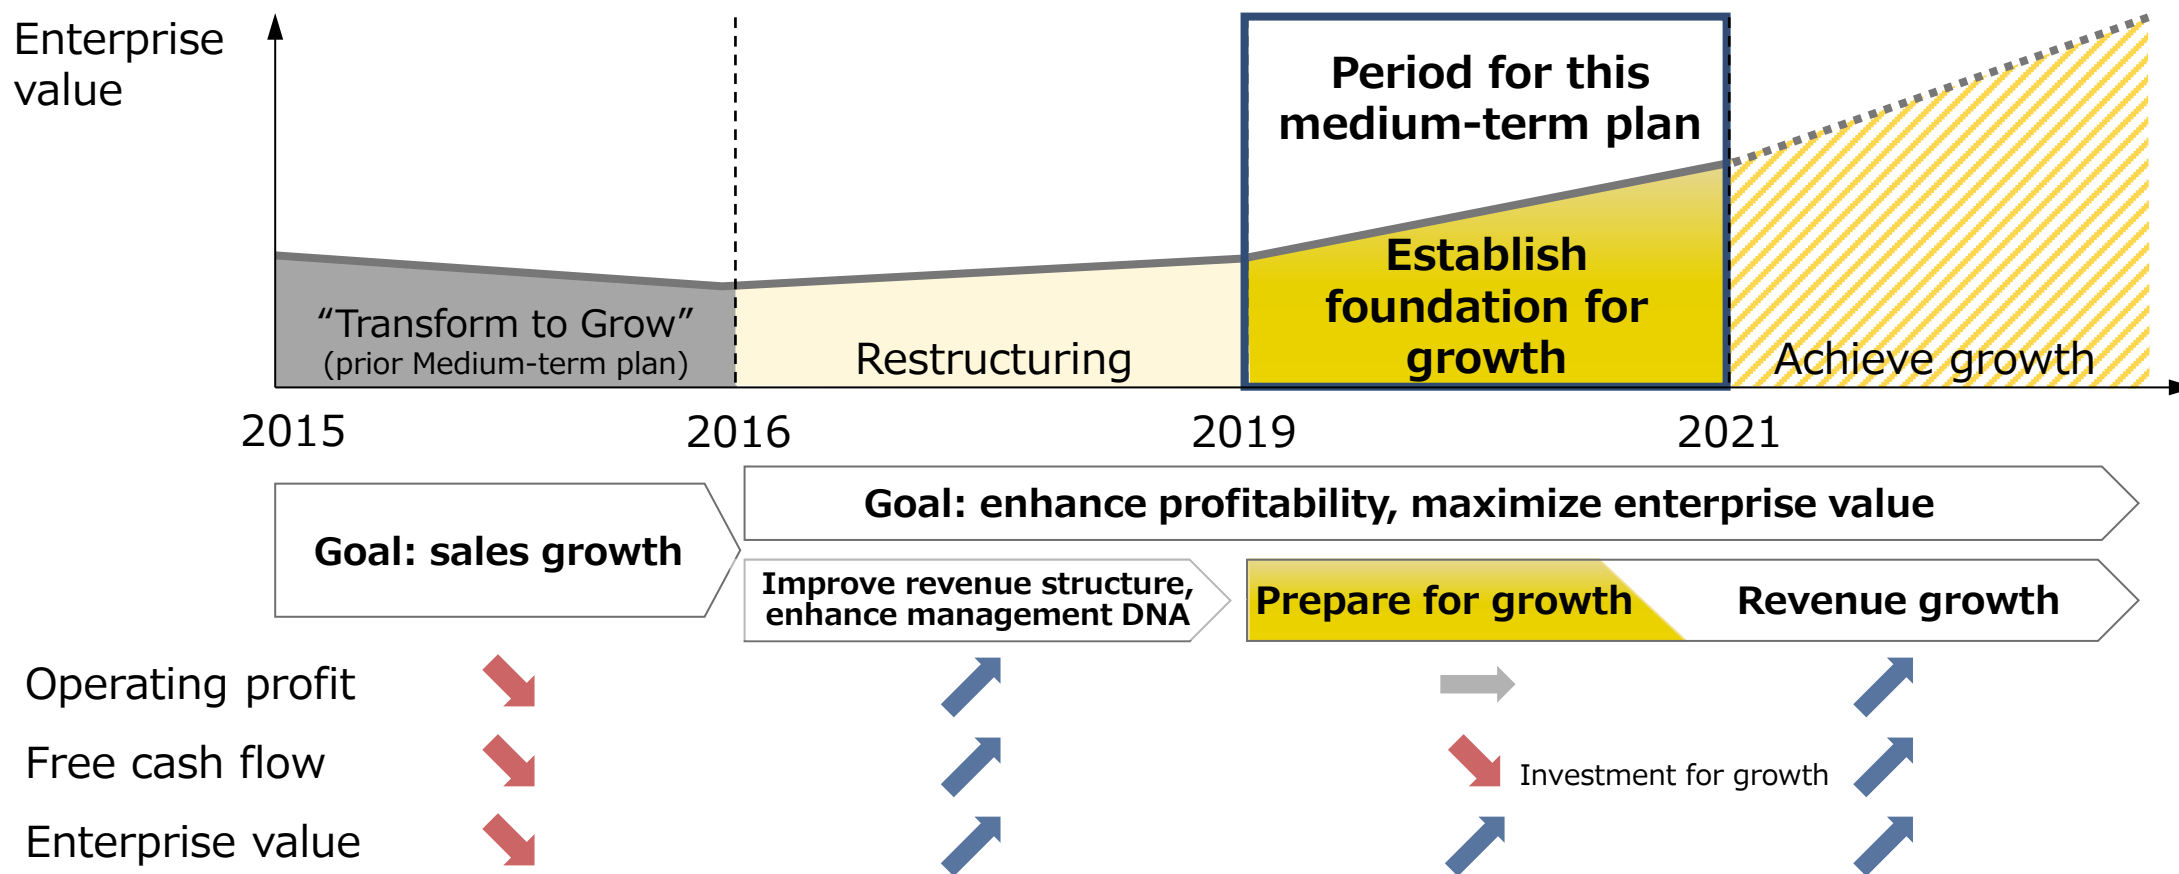 Enterprise
value
Period for this
medium-term plan
“Transform to Grow”
(prior Medium-term plan)
Restructuring
Establish
foundation for
growth
Achieve growth
2015
2016
2019
2021
Goal: sales growth
Goal: enhance profitability, maximize enterprise value
Improve revenue structure,
enhance management DNA
Prepare for growth
Revenue growth
Operating profit
Free cash flow
Investment for growth
Enterprise value